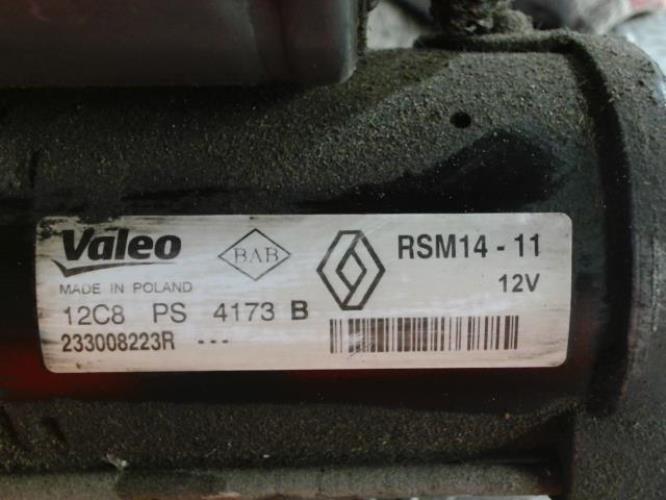 Valeo BAB RSM14 - 11
MADE IN POLAND 12V
12C8 PS 4173 B
233008223R ---